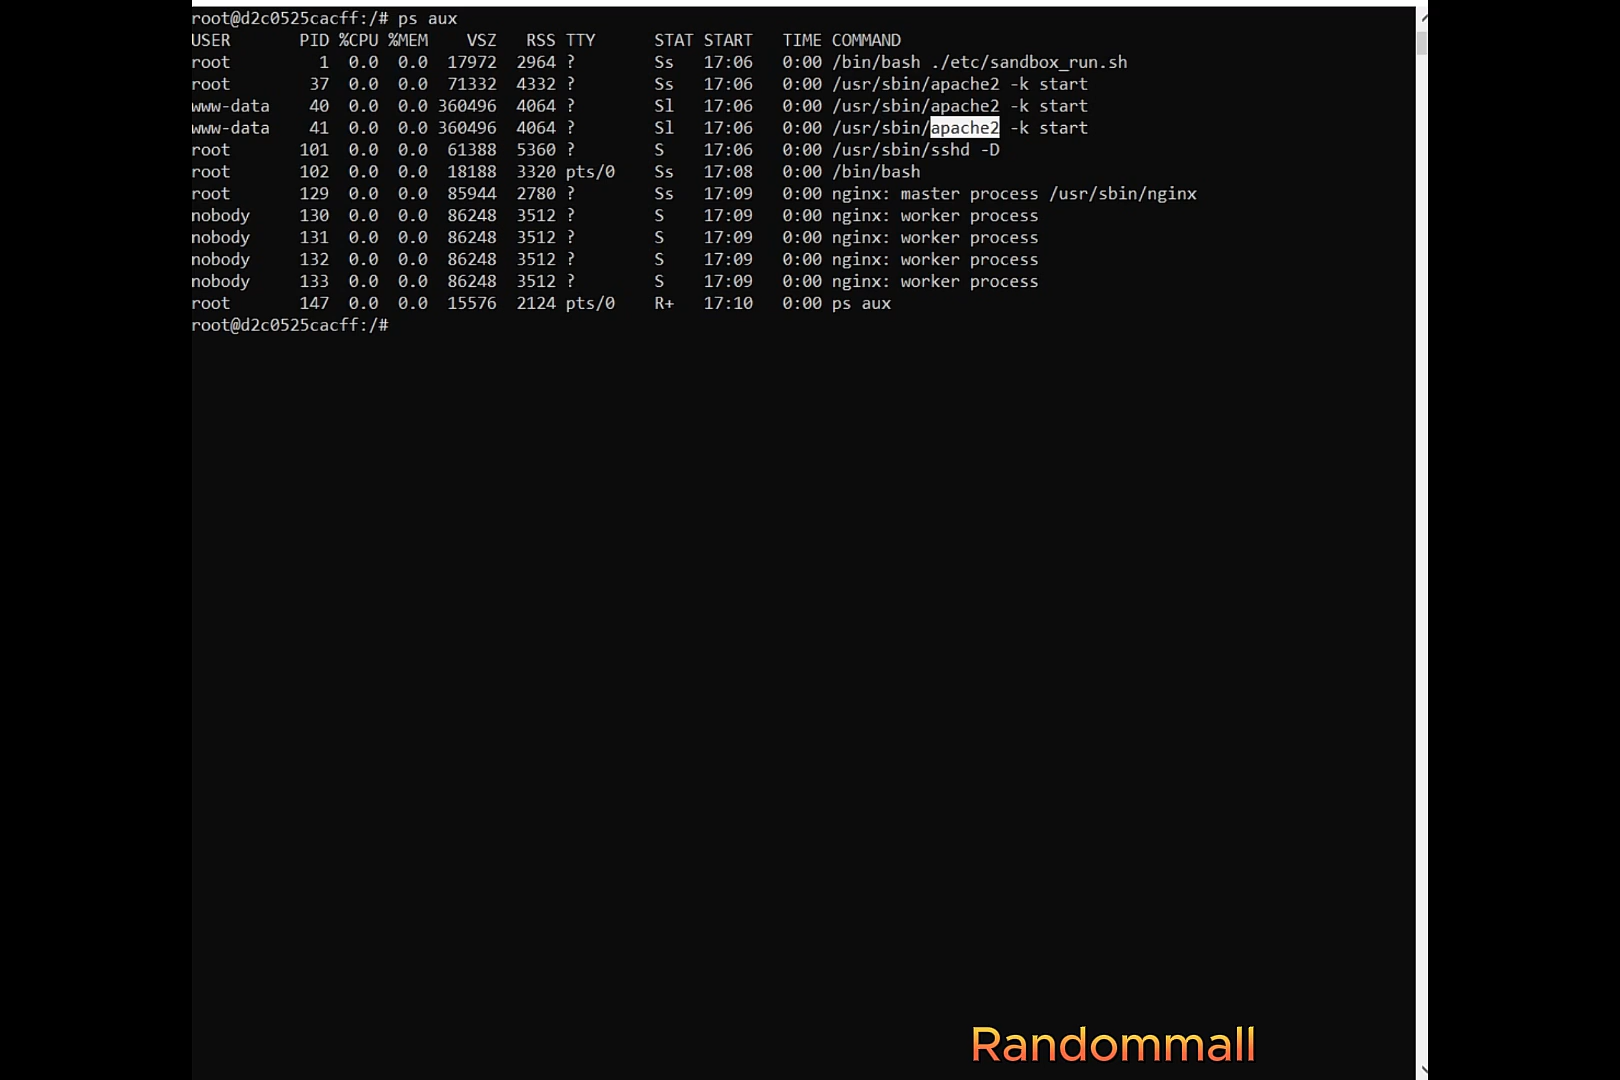 root@d2c0525cacff:/# ps aux
USER       PID %CPU %MEM    VSZ   RSS TTY      STAT START   TIME COMMAND
root         1  0.0  0.0  17972  2964 ?        Ss   17:06   0:00 /bin/bash ./etc/sandbox_run.sh
root        37  0.0  0.0  71332  4332 ?        Ss   17:06   0:00 /usr/sbin/apache2 -k start
www-data    40  0.0  0.0 360496  4064 ?        Sl   17:06   0:00 /usr/sbin/apache2 -k start
www-data    41  0.0  0.0 360496  4064 ?        Sl   17:06   0:00 /usr/sbin/apache2 -k start
root       101  0.0  0.0  61388  5360 ?        S    17:06   0:00 /usr/sbin/sshd -D
root       102  0.0  0.0  18188  3320 pts/0    Ss   17:08   0:00 /bin/bash
root       129  0.0  0.0  85944  2780 ?        Ss   17:09   0:00 nginx: master process /usr/sbin/nginx
nobody     130  0.0  0.0  86248  3512 ?        S    17:09   0:00 nginx: worker process
nobody     131  0.0  0.0  86248  3512 ?        S    17:09   0:00 nginx: worker process
nobody     132  0.0  0.0  86248  3512 ?        S    17:09   0:00 nginx: worker process
nobody     133  0.0  0.0  86248  3512 ?        S    17:09   0:00 nginx: worker process
root       147  0.0  0.0  15576  2124 pts/0    R+   17:10   0:00 ps aux
root@d2c0525cacff:/#
Randommall